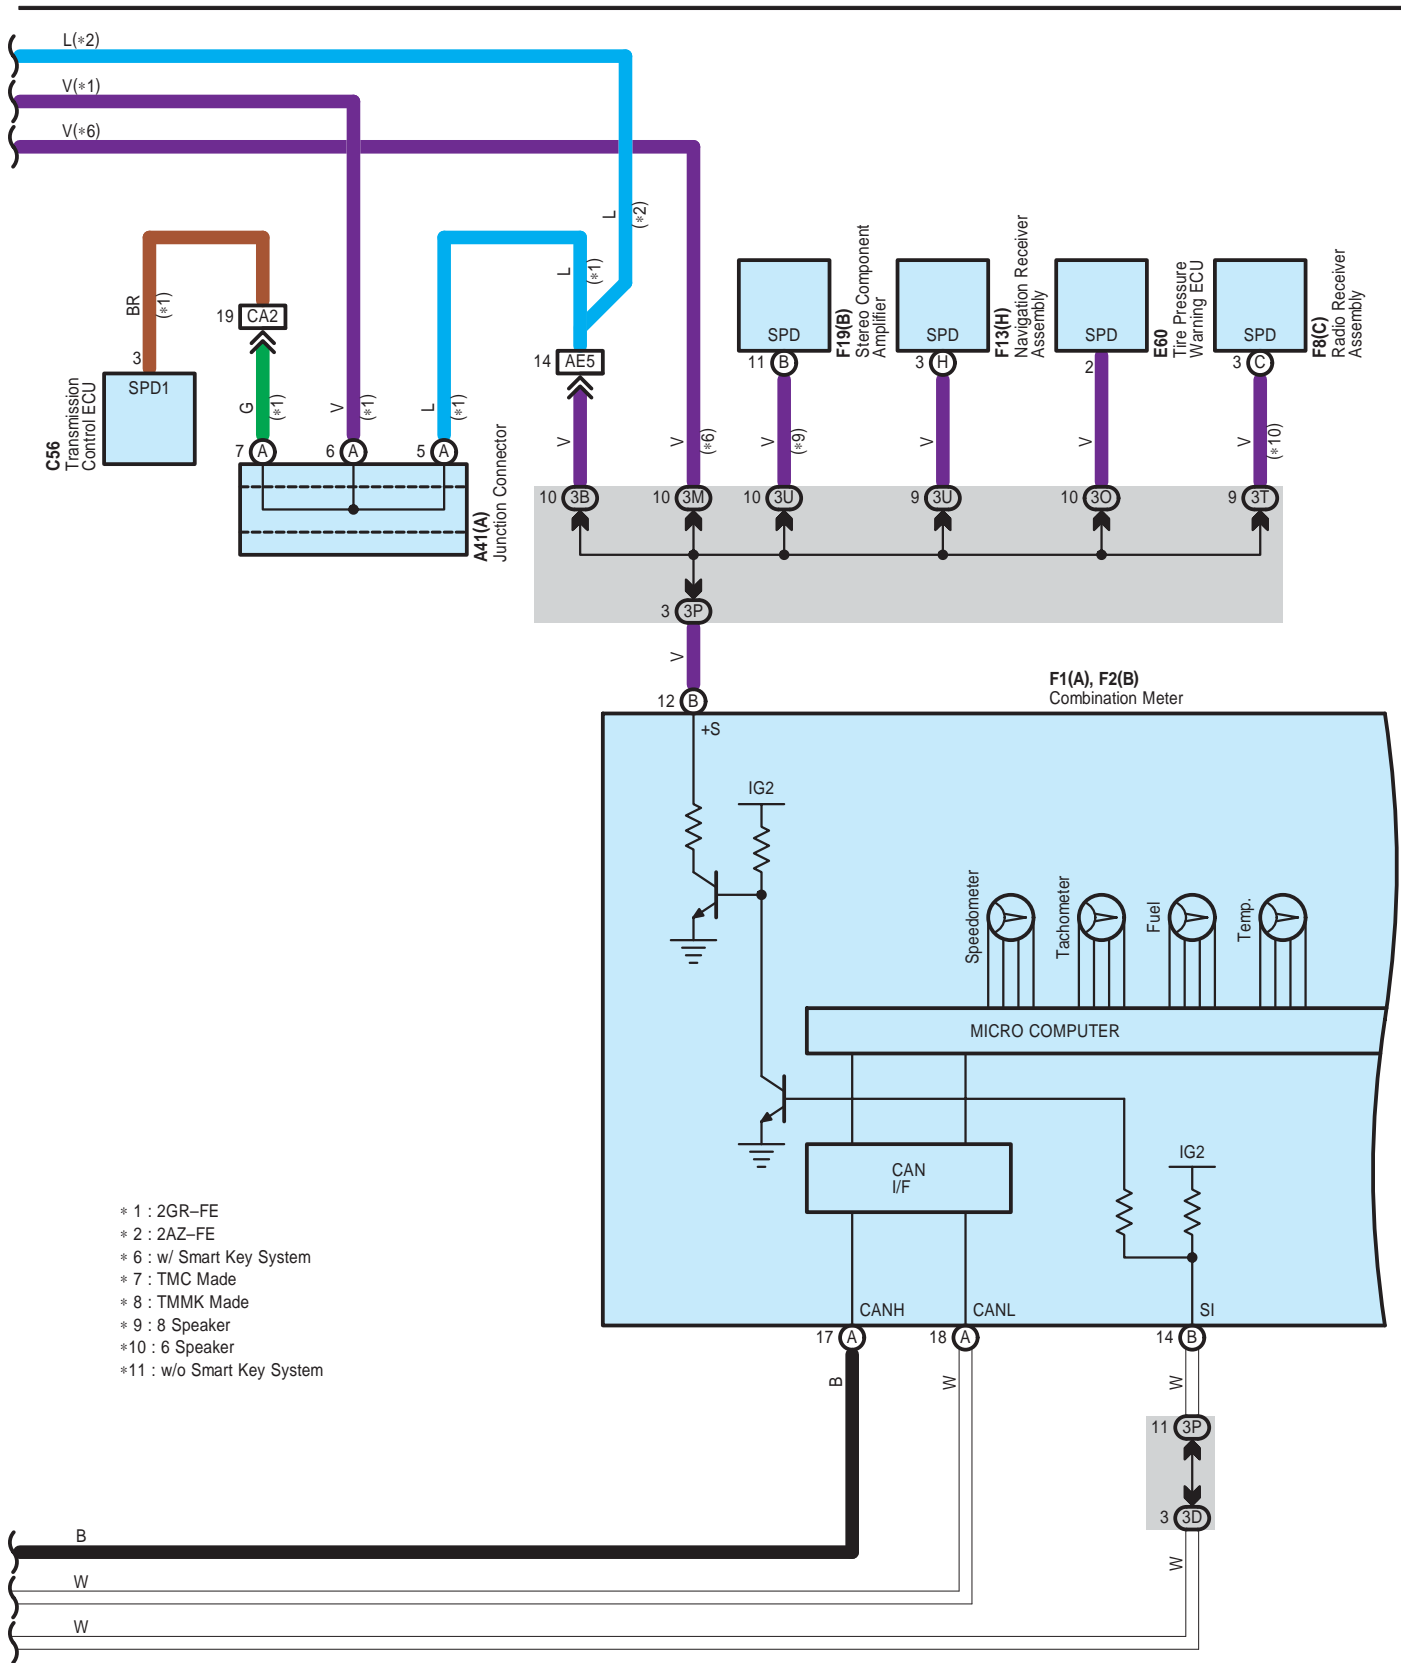 L(∗2)
V(∗1)
V(∗6)
L
(∗2)
BR
(∗1)
19 CA2
3
SPD1
C56
Transmission
Control ECU
G
(∗1)
V
(∗1)
L
(∗1)
7 A
6 A
5 A
A41(A)
Junction Connector
L
(∗1)
14 AE5
V
V
(∗6)
SPD
11 B
F19(B)
Stereo Component
Amplifier
V
(∗9)
SPD
3 H
F13(H)
Navigation Receiver
Assembly
V
SPD
2
E60
Tire Pressure
Warning ECU
V
SPD
3 C
F8(C)
Radio Receiver
Assembly
V
(∗10)
10 3B
10 3M
10 3U
9 3U
10 3O
9 3T
3 3P
V
12 B
F1(A), F2(B)
Combination Meter
+S
IG2
Speedometer
Tachometer
Fuel
Temp.
MICRO COMPUTER
CAN
I/F
IG2
CANH
CANL
SI
17 A
18 A
14 B
B
W
W
11 3P
3 3D
W
∗ 1 : 2GR–FE
∗ 2 : 2AZ–FE
∗ 6 : w/ Smart Key System
∗ 7 : TMC Made
∗ 8 : TMMK Made
∗ 9 : 8 Speaker
∗10 : 6 Speaker
∗11 : w/o Smart Key System
B
W
W